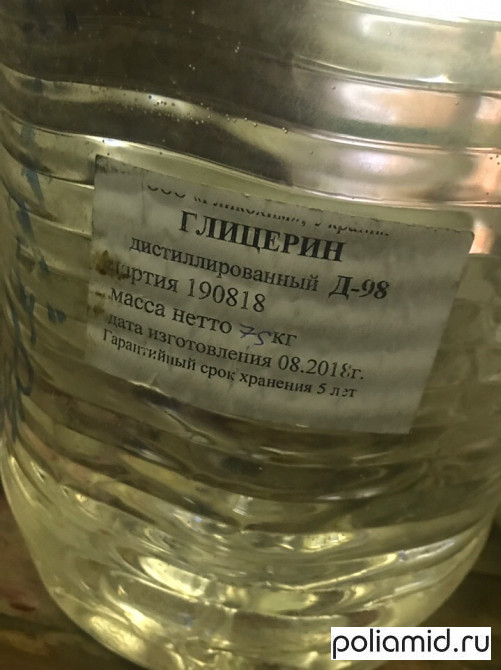 ГЛИЦЕРИН
дистиллированный Д-98
партия 190818
масса нетто 7,5 кг
дата изготовления 08.2018г.
Гарантийный срок хранения 5 лет
poliamid.ru